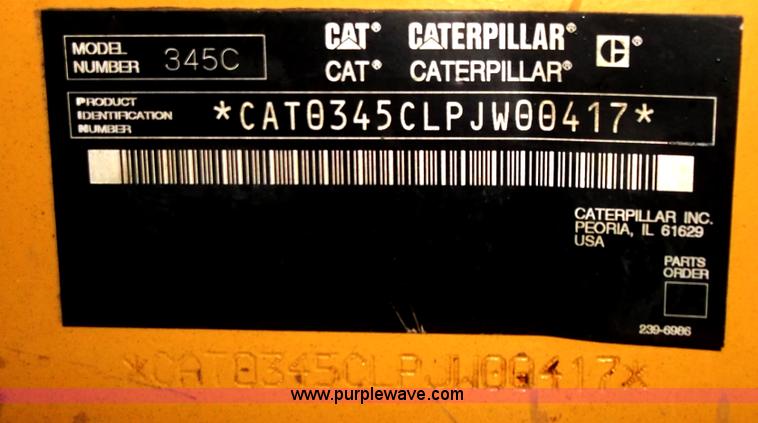 MODEL NUMBER 345C
CAT® CATERPILLAR® C®
CAT® CATERPILLAR®
PRODUCT IDENTIFICATION NUMBER *CAT0345CLPJW00417*
CATERPILLAR INC.
PEORIA, IL 61629
USA
PARTS ORDER
239-6986
*CAT0345CLPJW00417*
www.purplewave.com